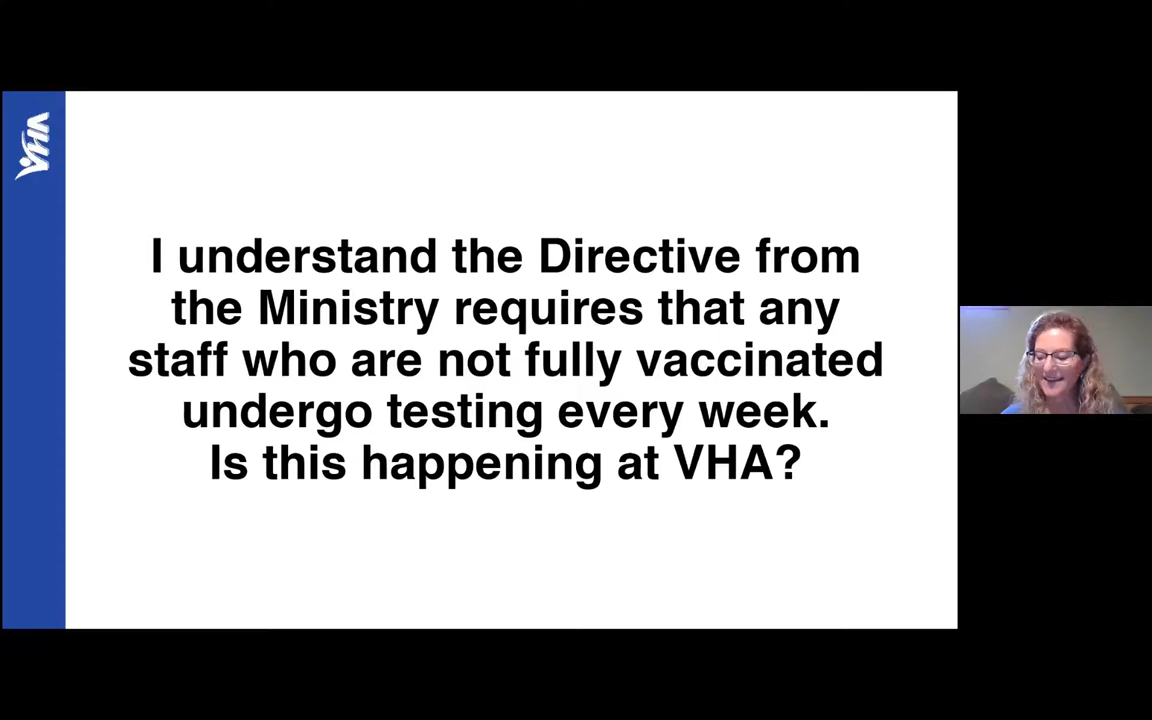 VHA
I understand the Directive from
the Ministry requires that any
staff who are not fully vaccinated
undergo testing every week.
Is this happening at VHA?